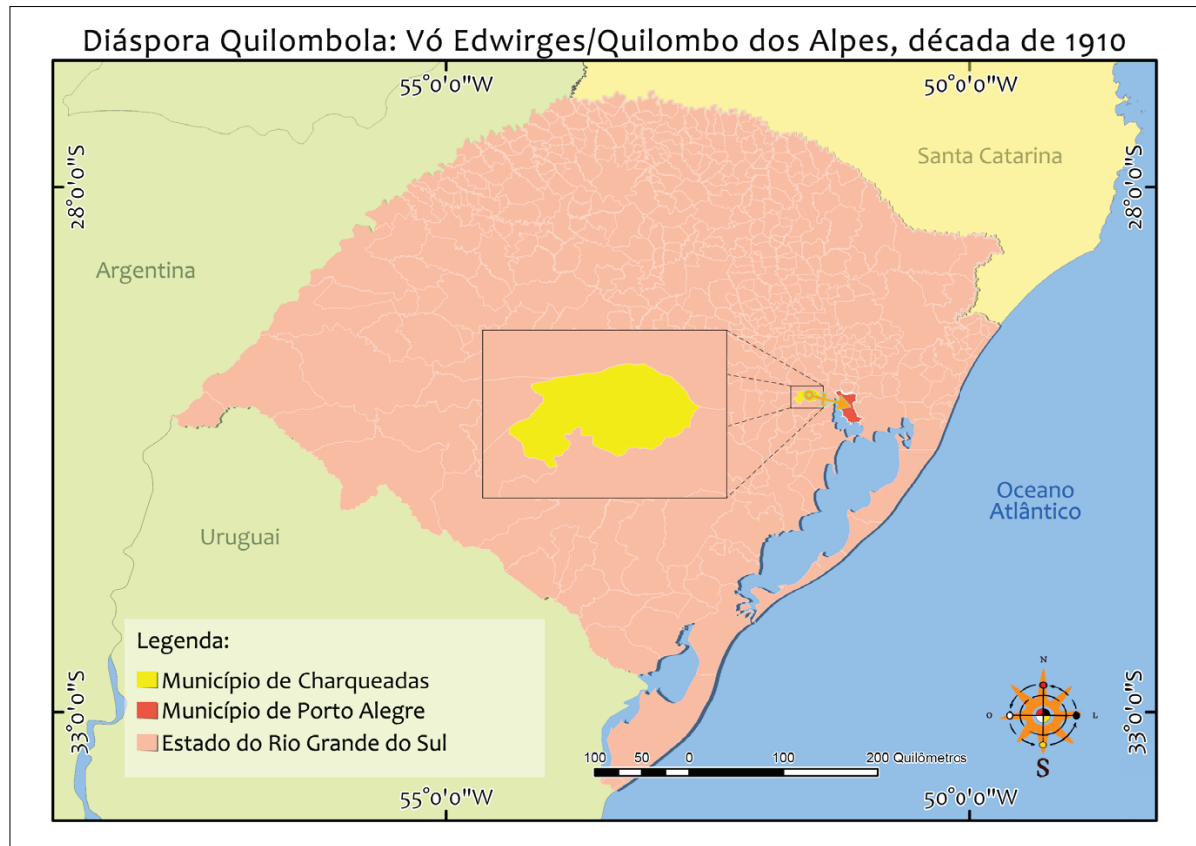 Diáspora Quilombola: Vó Edwirges/Quilombo dos Alpes, década de 1910
55°0'0"W
50°0'0"W
28°0'0"S
28°0'0"S
Santa Catarina
Argentina
Oceano
Atlântico
Uruguai
Legenda:
Município de Charqueadas
Município de Porto Alegre
Estado do Rio Grande do Sul
33°0'0"S
33°0'0"S
N
O
L
S
100 50 0 100 200 Quilômetros
55°0'0"W
50°0'0"W